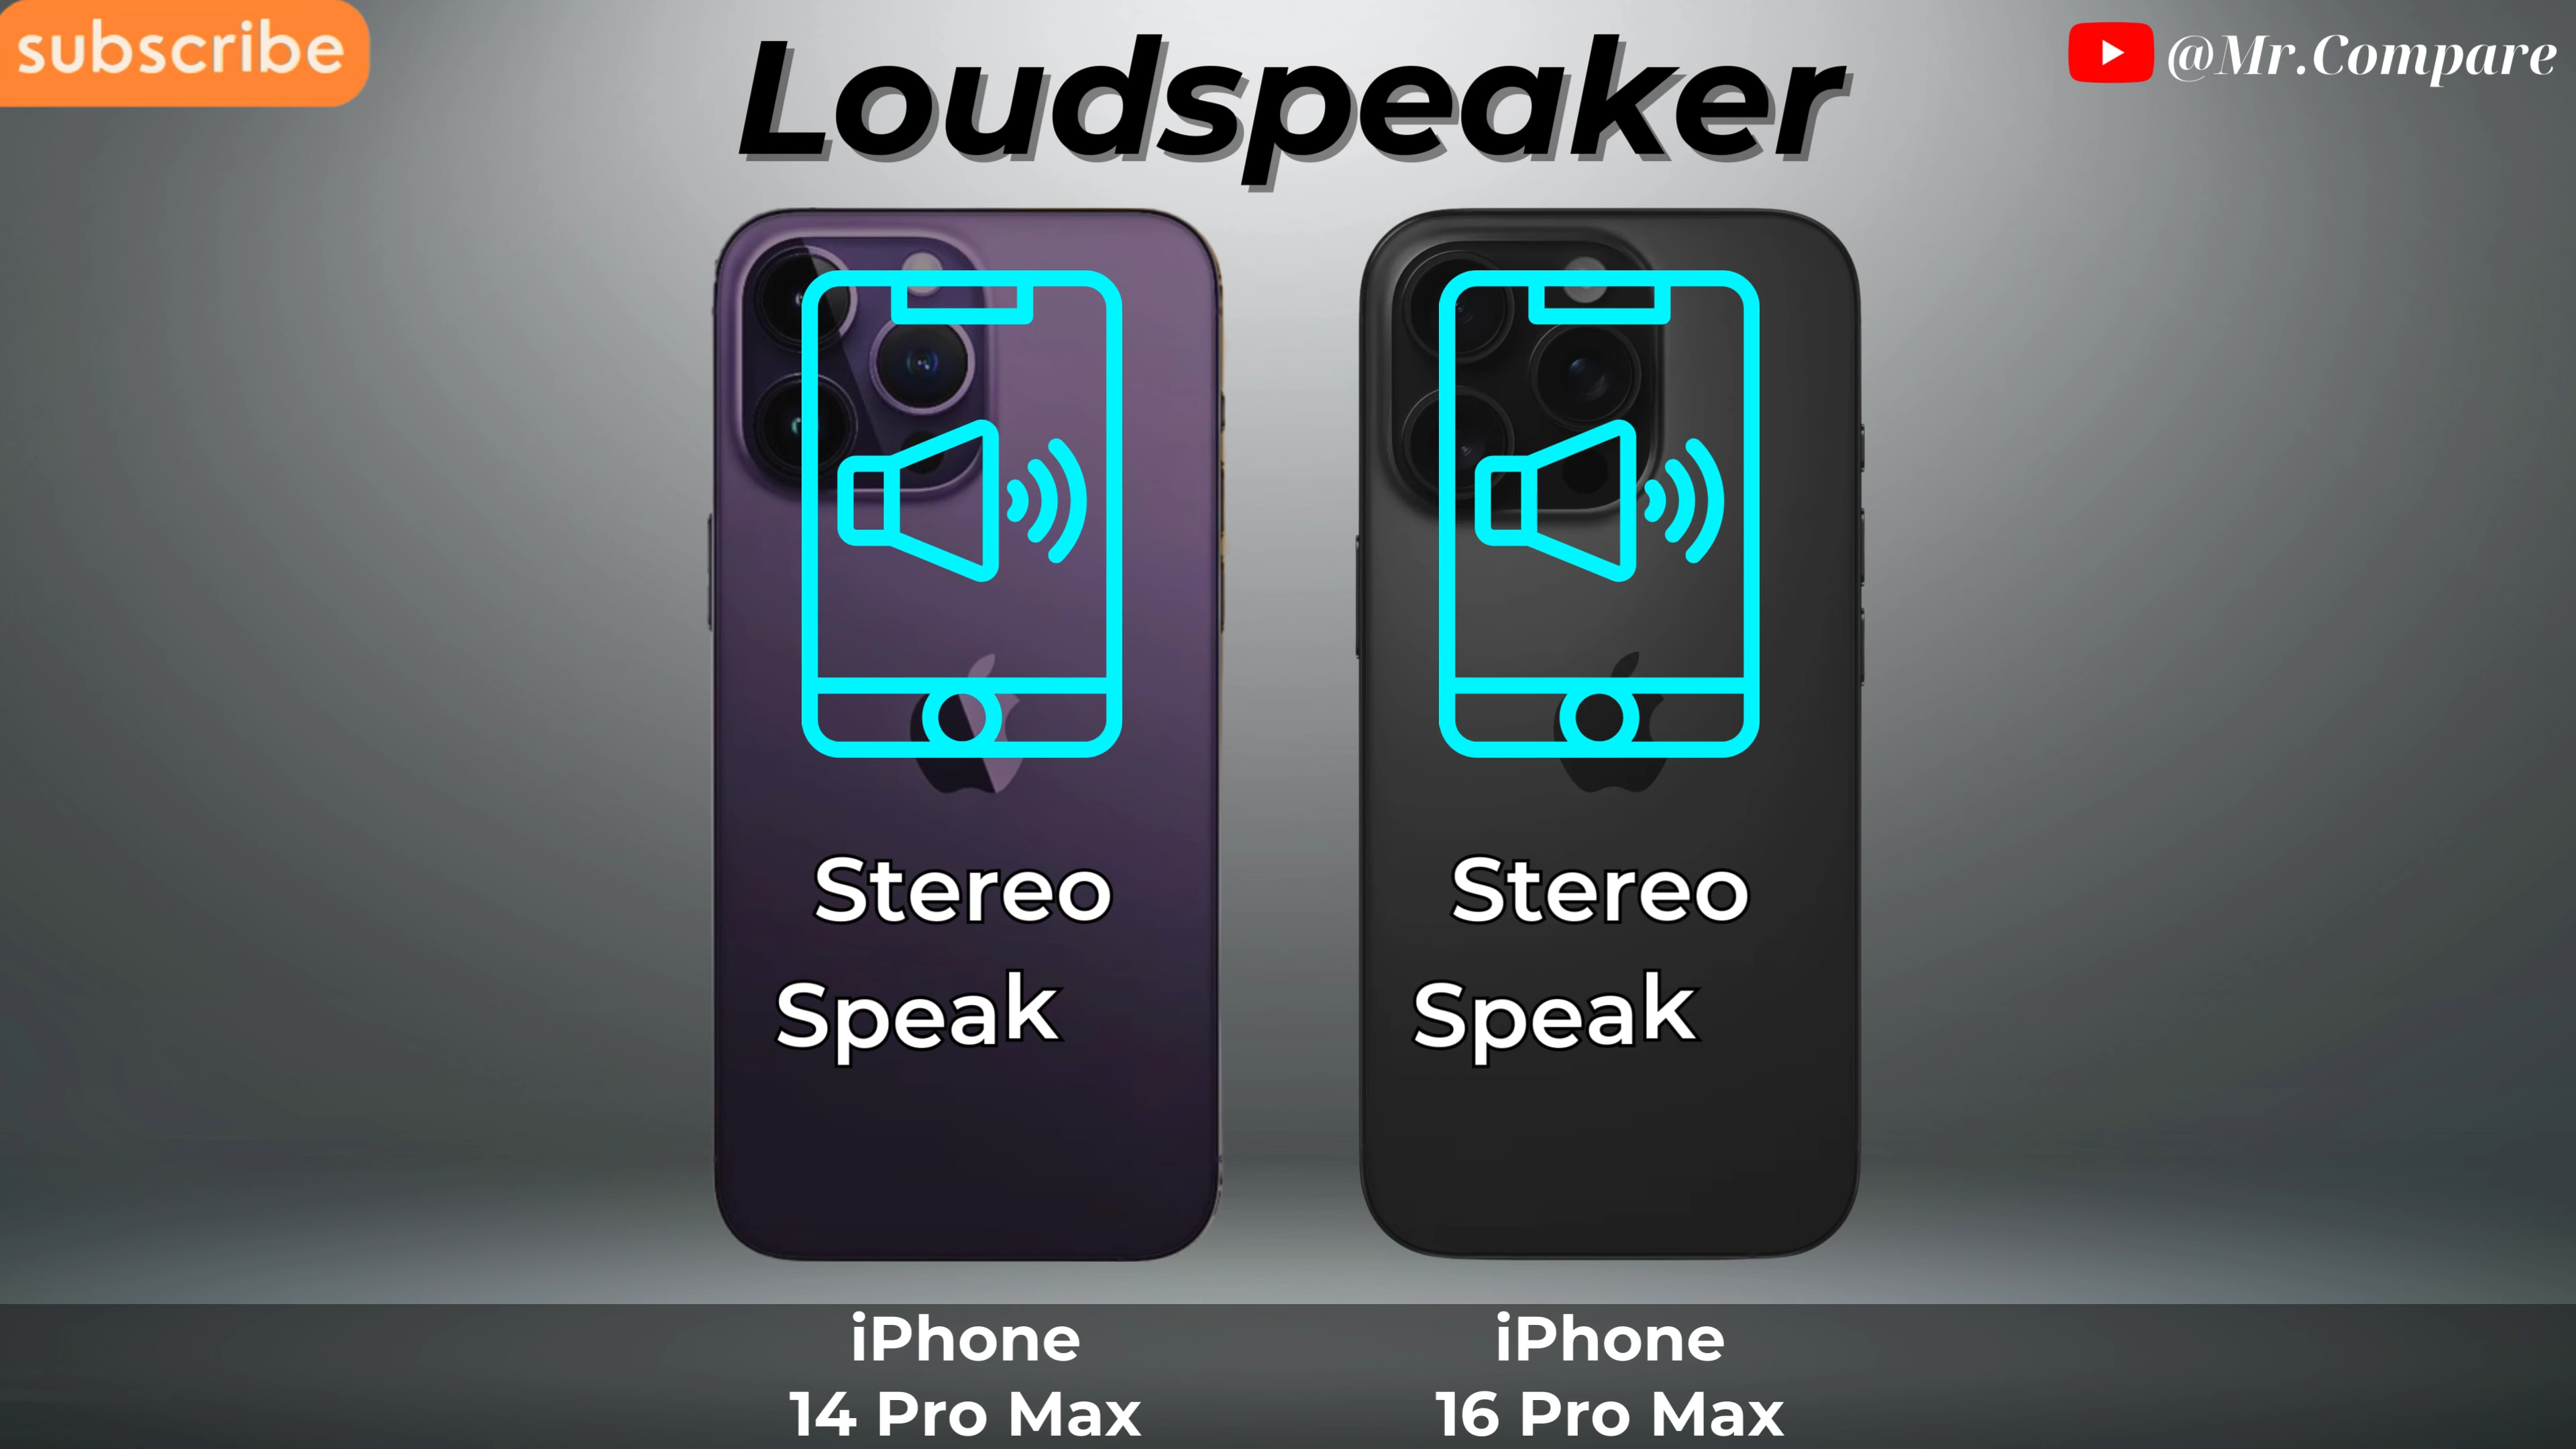 subscribe
Loudspeaker
@Mr.Compare
Stereo
Speak
Stereo
Speak
iPhone
14 Pro Max
iPhone
16 Pro Max